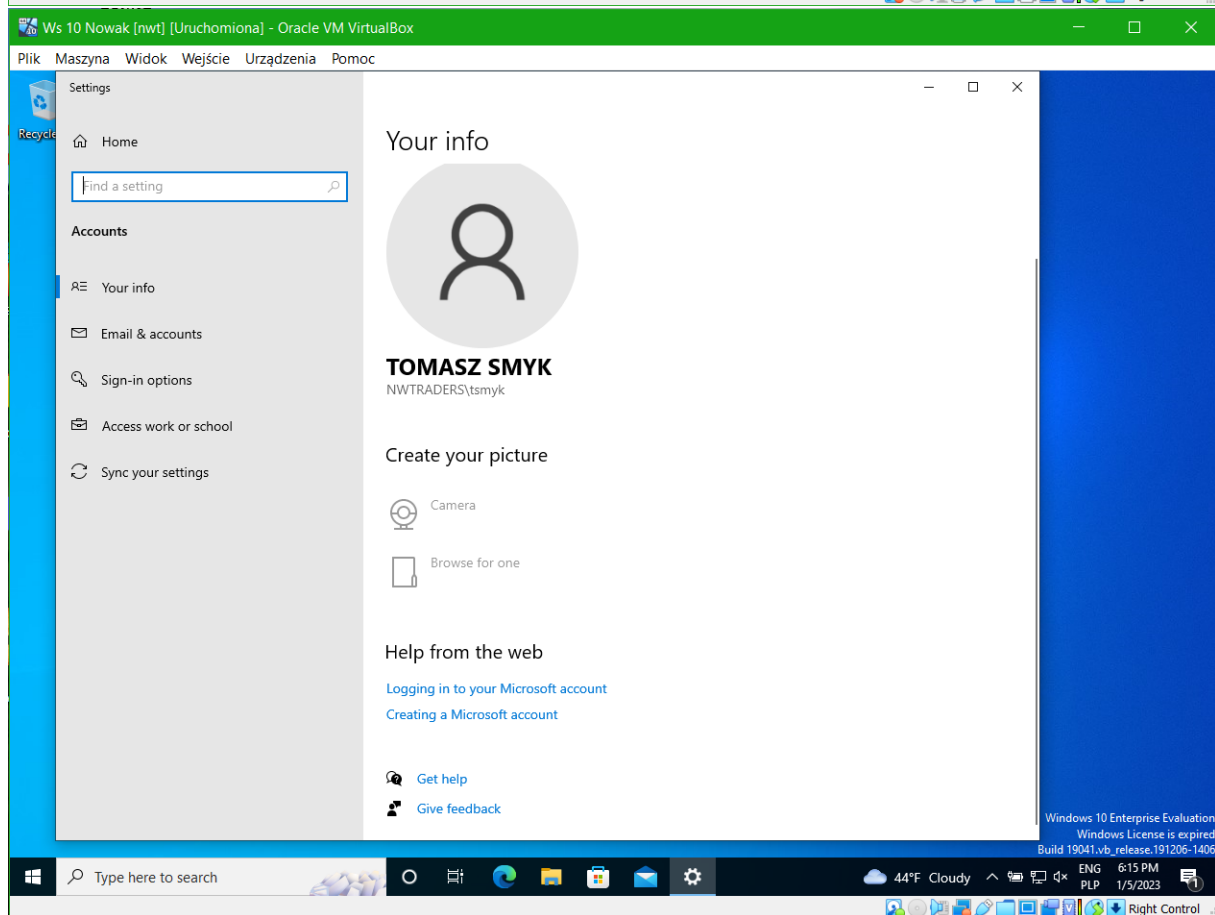 Ws 10 Nowak [nwt] [Uruchomiona] - Oracle VM VirtualBox
Plik Maszyna Widok Wejście Urządzenia Pomoc
Settings
Home
Find a setting
Accounts
Your info
Email & accounts
Sign-in options
Access work or school
Sync your settings
Your info
TOMASZ SMYK
NWTRADERS\tsmyk
Create your picture
Camera
Browse for one
Help from the web
Logging in to your Microsoft account
Creating a Microsoft account
Get help
Give feedback
Windows 10 Enterprise Evaluation
Windows License is expired
Build 19041.vb_release.191206-1406
Type here to search
44°F Cloudy
ENG
PLP
6:15 PM
1/5/2023
1
Right Control